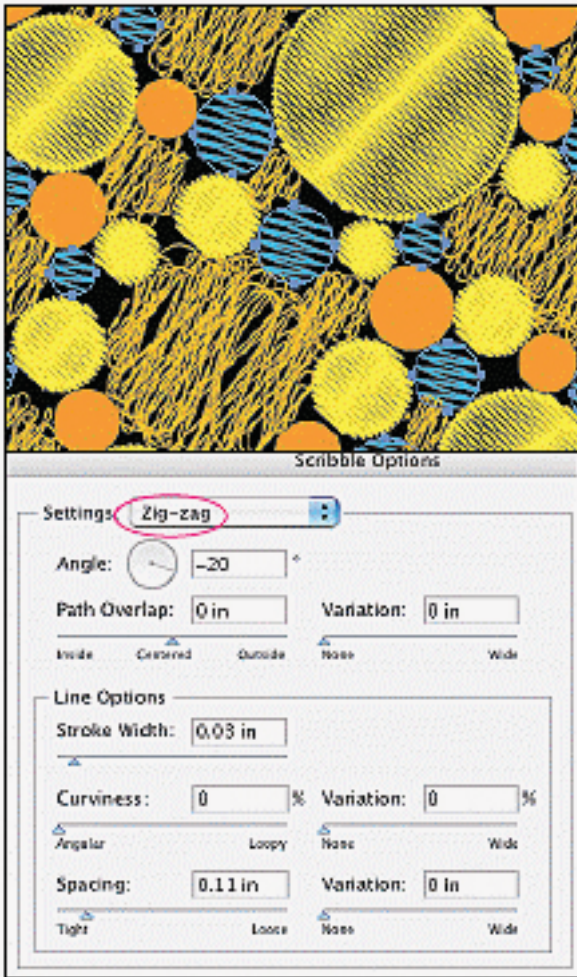 Scribble Options
Settings Zig-zag
Angle: -20 °
Path Overlap: 0 in Variation: 0 in
Inside Centered Outside None Wide
Line Options
Stroke Width: 0.03 in
Curviness: 0 % Variation: 0 %
Angular Loopy None Wide
Spacing: 0.11 in Variation: 0 in
Tight Loose None Wide